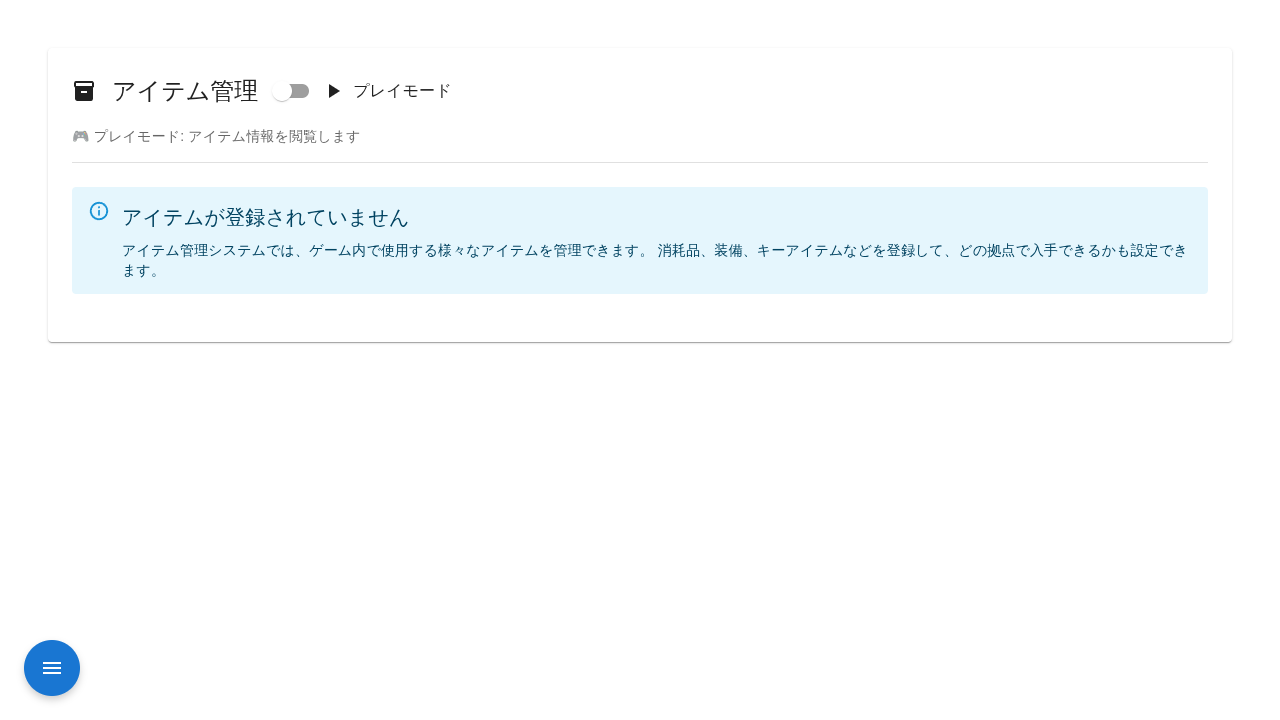 アイテム管理 プレイモード
🎮 プレイモード: アイテム情報を閲覧します
アイテムが登録されていません
アイテム管理システムでは、ゲーム内で使用する様々なアイテムを管理できます。 消耗品、装備、キーアイテムなどを登録して、どの拠点で入手できるかも設定でき
ます。